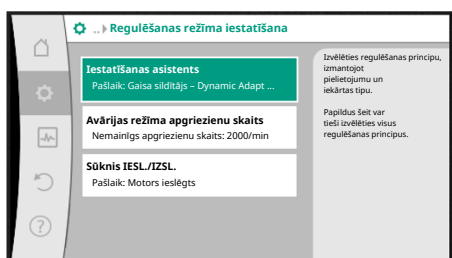 .. Regulēšanas režīma iestatīšana
Iestatīšanas asistents
Pašlaik: Gaisa sildītājs – Dynamic Adapt ...
Avārijas režīma apgriezienu skaits
Nemainīgs apgriezienu skaits: 2000/min
Sūknis IESL./IZSL.
Pašlaik: Motors ieslēgts
Izvēlēties regulēšanas principu,
izmantojot
pielietojumu un
iekārtas tipu.
Papildus šeit var
tieši izvēlēties visus
regulēšanas principus.
?